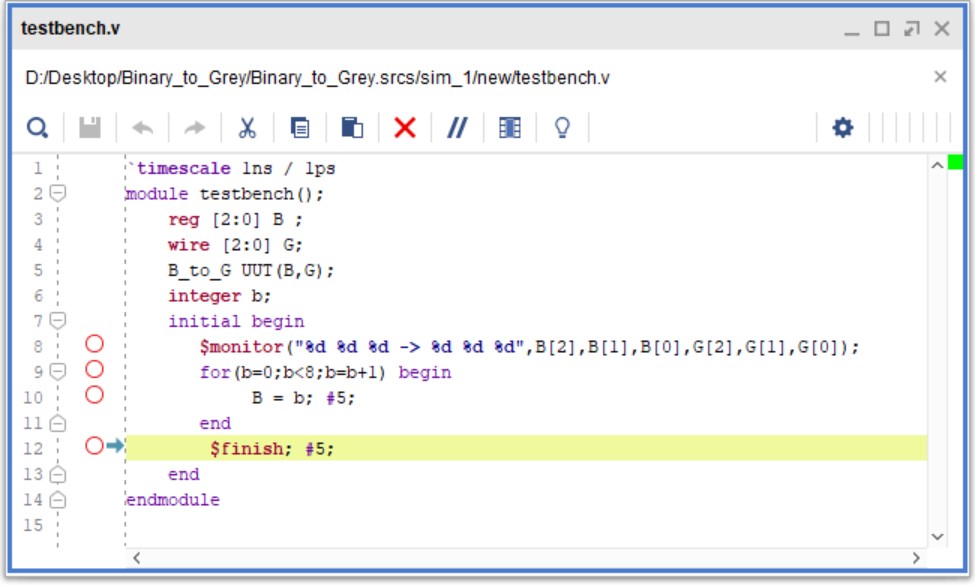 testbench.v
D:/Desktop/Binary_to_Grey/Binary_to_Grey.srcs/sim_1/new/testbench.v
1 `timescale 1ns / 1ps
2 module testbench();
3 reg [2:0] B ;
4 wire [2:0] G;
5 B_to_G UUT(B,G);
6 integer b;
7 initial begin
8 $monitor("%d %d %d -> %d %d %d",B[2],B[1],B[0],G[2],G[1],G[0]);
9 for(b=0;b<8;b=b+1) begin
10 B = b; #5;
11 end
12 $finish; #5;
13 end
14 endmodule
15